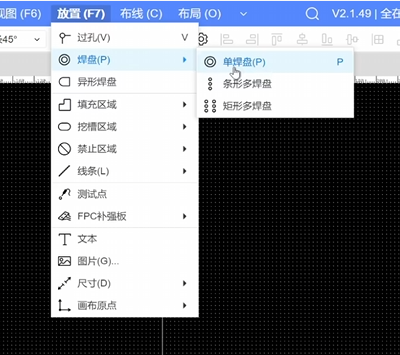 视图 (F6) 放置 (F7) 布线 (C) 布局 (O) V2.1.49 | 全在
45°
过孔(V) V
焊盘(P)
单焊盘(P) P
异形焊盘
条形多焊盘
填充区域
矩形多焊盘
挖槽区域
禁止区域
线条(L)
测试点
FPC补强板
文本
图片(G)...
尺寸(D)
画布原点